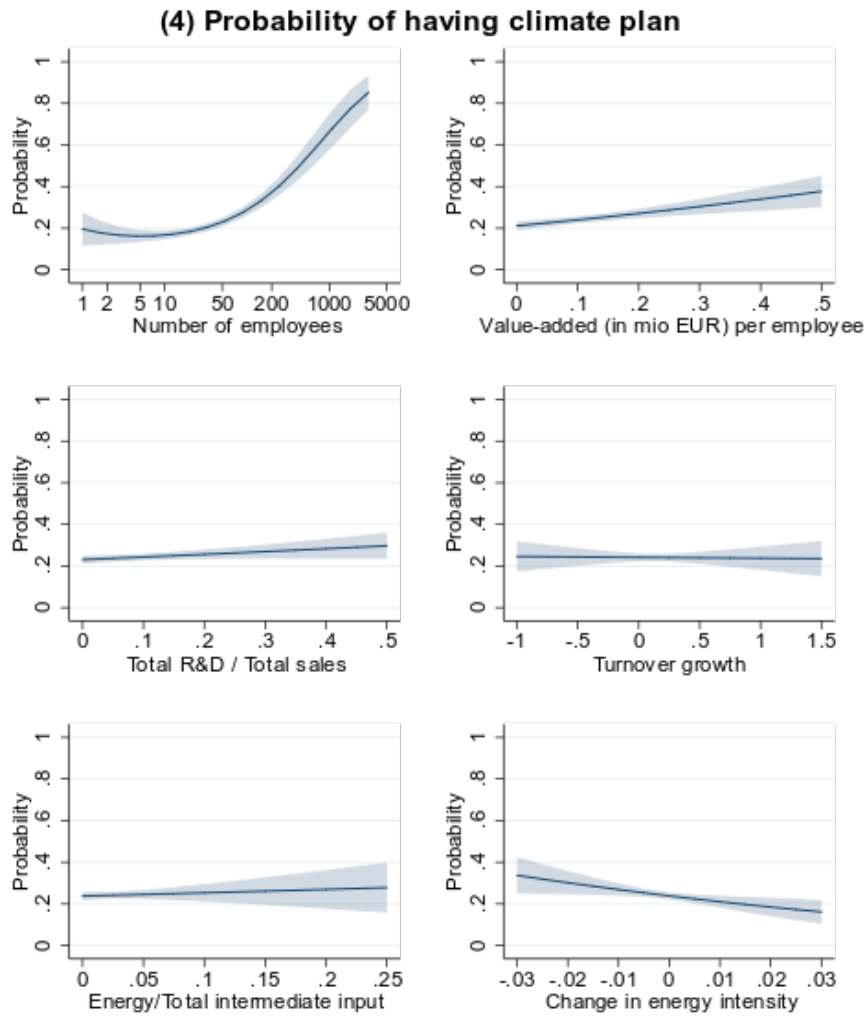 (4) Probability of having climate plan
Probability
1
.8
.6
.4
.2
0
1 2 5 10 50 200 1000 5000
Number of employees
Probability
1
.8
.6
.4
.2
0
0 .1 .2 .3 .4 .5
Value-added (in mio EUR) per employee
Probability
1
.8
.6
.4
.2
0
0 .1 .2 .3 .4 .5
Total R&D / Total sales
Probability
1
.8
.6
.4
.2
0
-1 -.5 0 .5 1 1.5
Turnover growth
Probability
1
.8
.6
.4
.2
0
0 .05 .1 .15 .2 .25
Energy/Total intermediate input
Probability
1
.8
.6
.4
.2
0
-.03 -.02 -.01 0 .01 .02 .03
Change in energy intensity